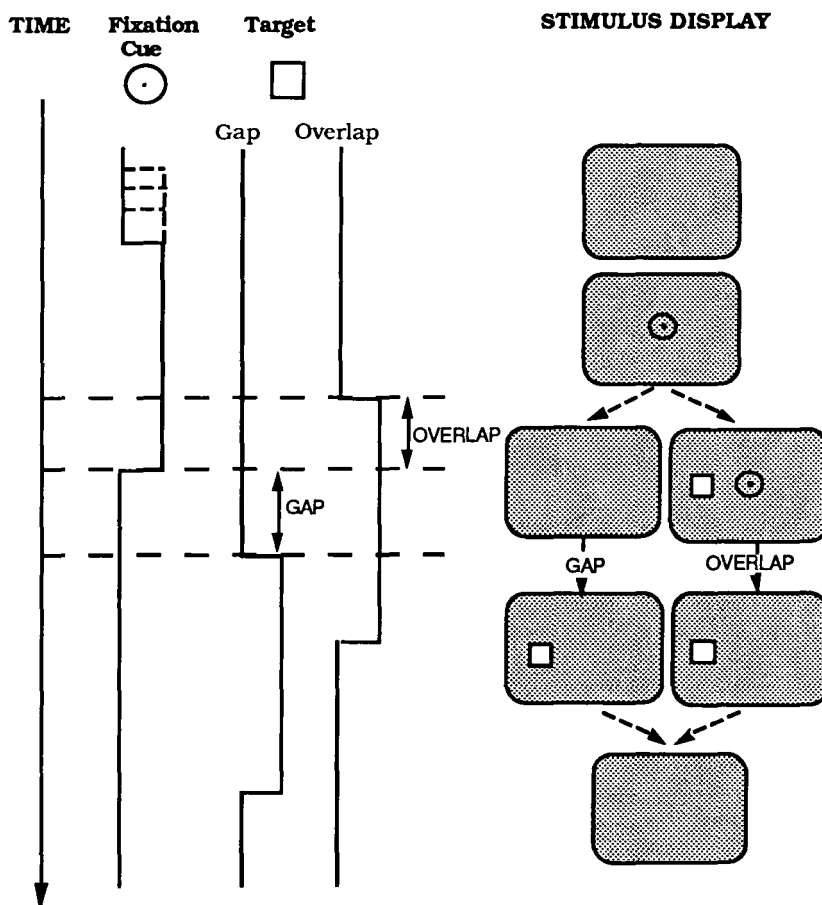 TIME
Fixation Cue
Target
STIMULUS DISPLAY
Gap
Overlap
OVERLAP
GAP
GAP
OVERLAP